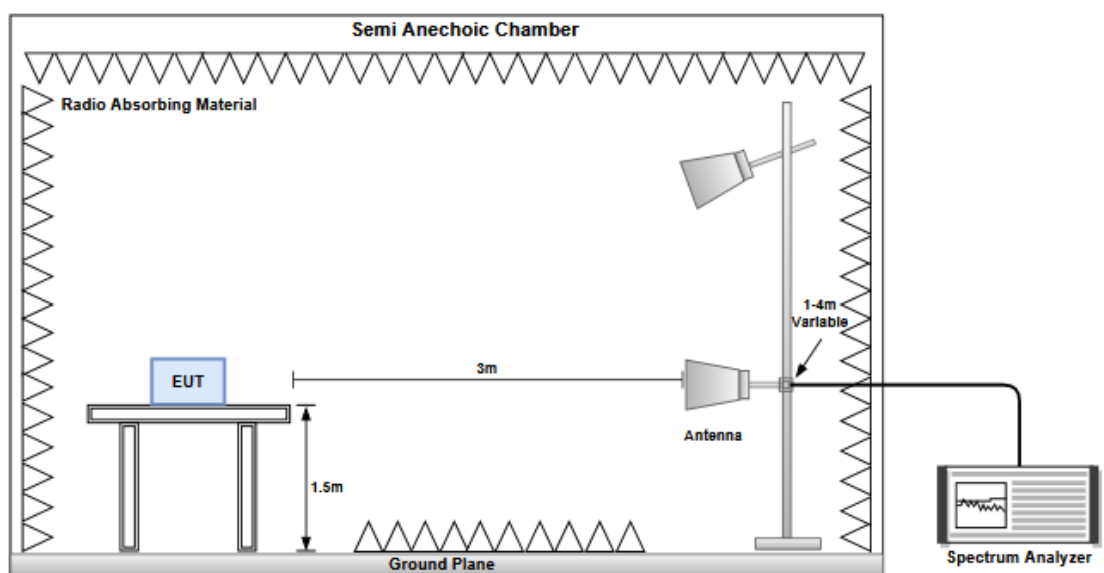 Semi Anechoic Chamber
Radio Absorbing Material
1-4m
Variable
3m
EUT
Antenna
1.5m
Ground Plane
Spectrum Analyzer